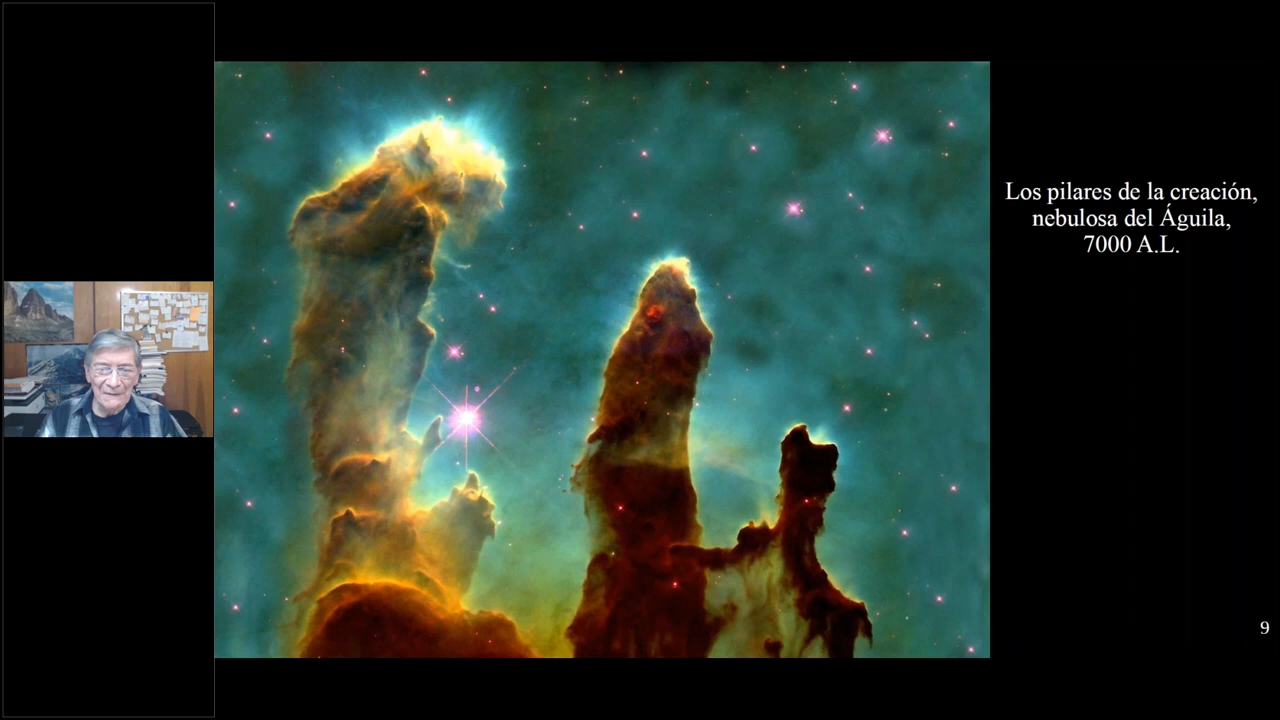 Los pilares de la creación,
nebulosa del Águila,
7000 A.L.
9